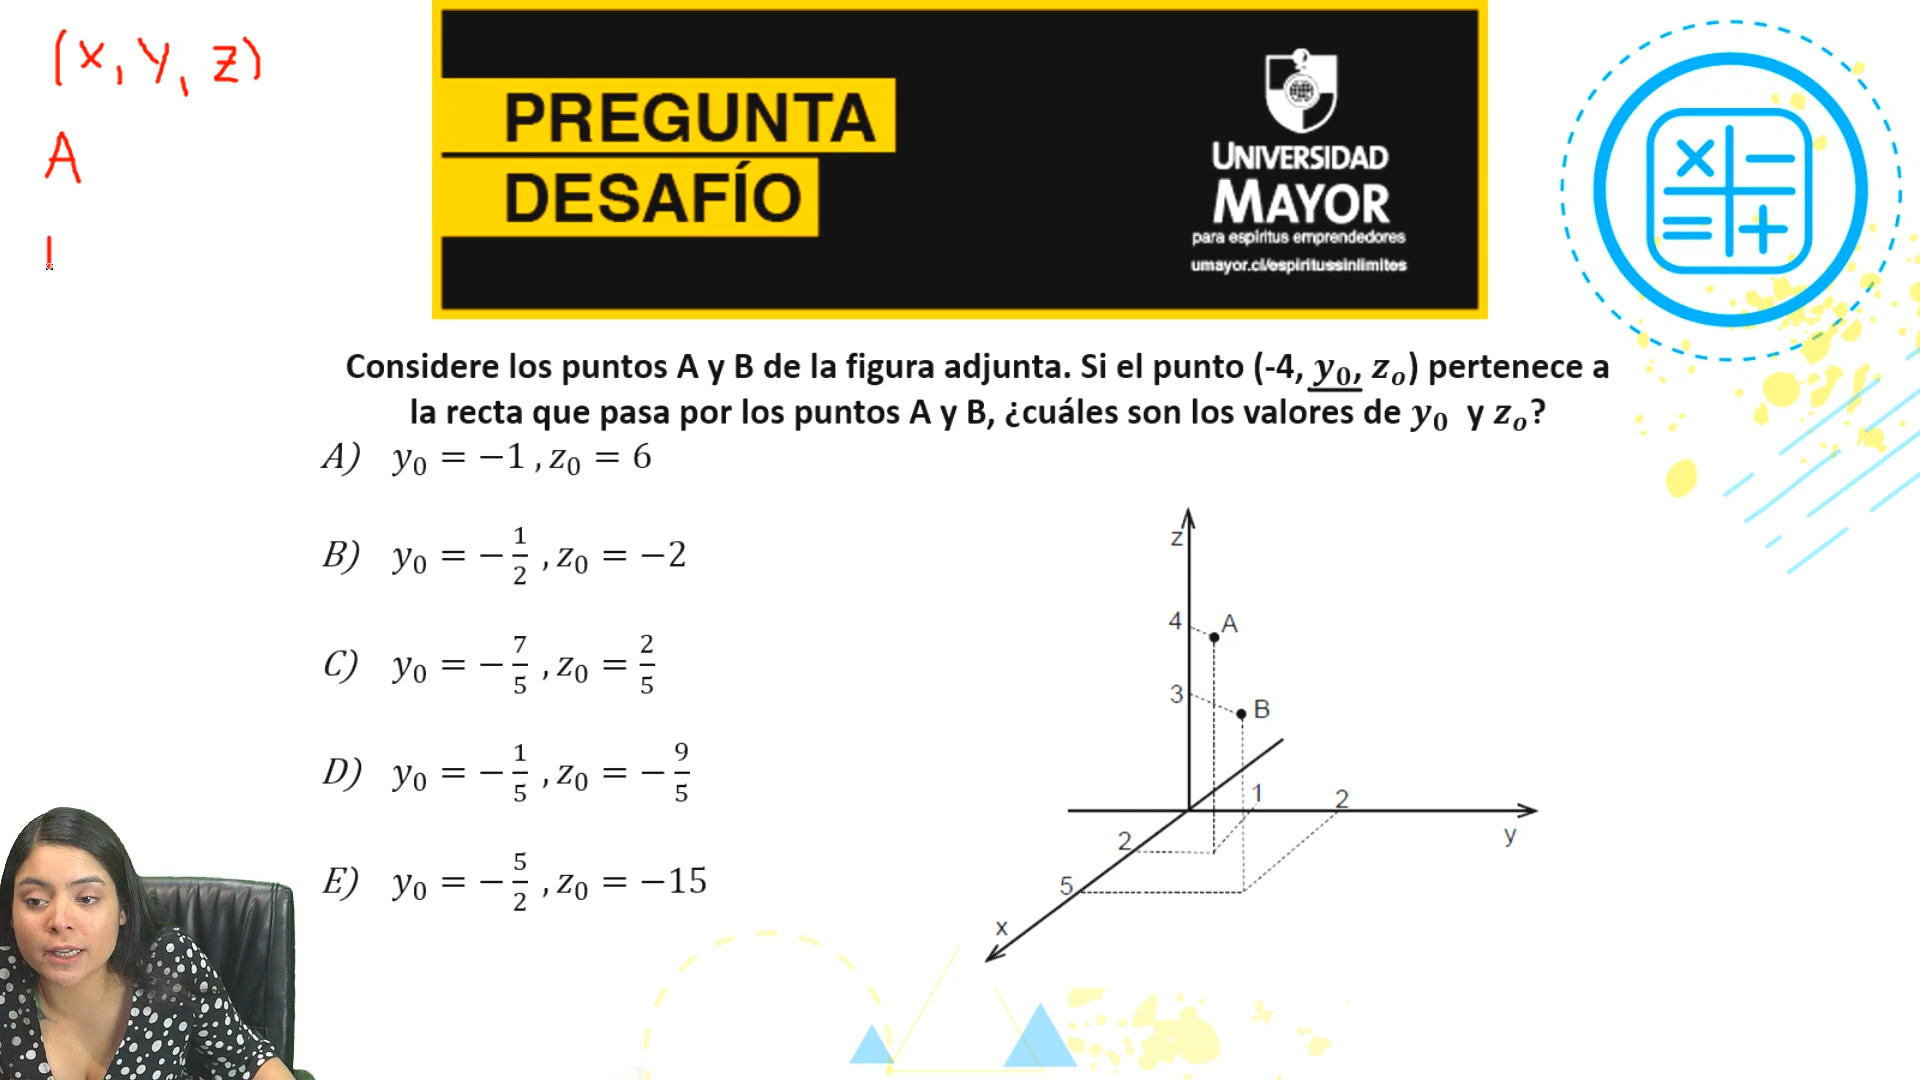 (x, y, z)
A
PREGUNTA
DESAFÍO
UNIVERSIDAD
MAYOR
para espíritus emprendedores
umayor.cl/espiritussinlimites
Considere los puntos A y B de la figura adjunta. Si el punto (-4, y₀, zₒ) pertenece a
la recta que pasa por los puntos A y B, ¿cuáles son los valores de y₀ y zₒ?
A) y₀ = −1 , z₀ = 6
B) y₀ = −1/2 , z₀ = −2
C) y₀ = −7/5 , z₀ = 2/5
D) y₀ = −1/5 , z₀ = −9/5
E) y₀ = −5/2 , z₀ = −15
z
4 A
3 B
1 2
2 y
5
x